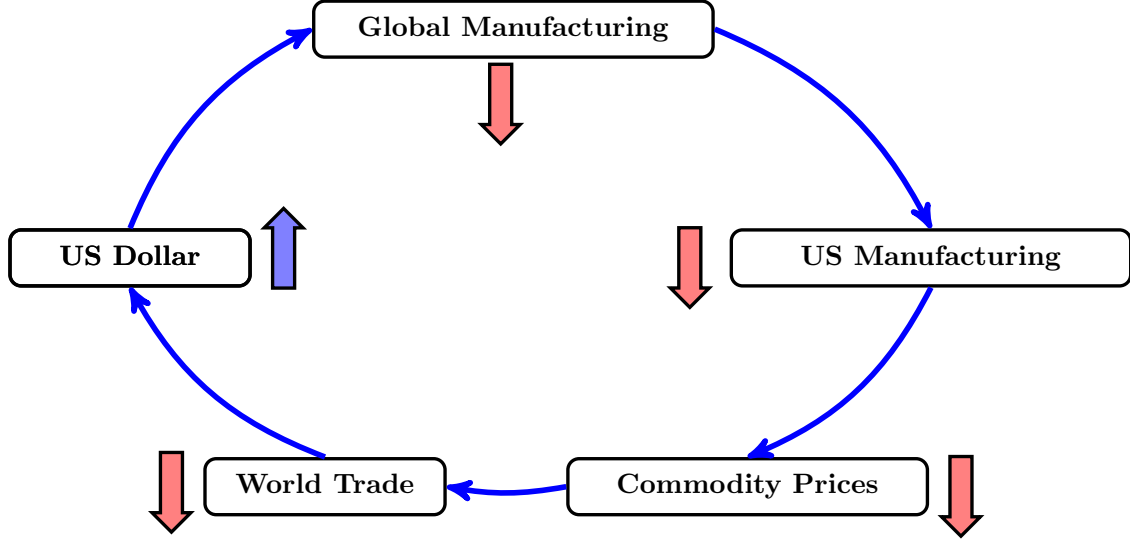 Global Manufacturing
US Dollar
US Manufacturing
World Trade
Commodity Prices